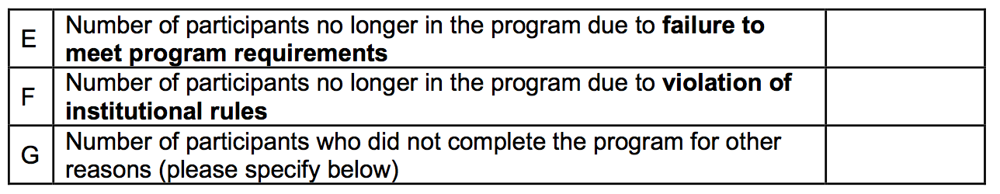 E
Number of participants no longer in the program due to failure to
meet program requirements
F
Number of participants no longer in the program due to violation of
institutional rules
G
Number of participants who did not complete the program for other
reasons (please specify below)